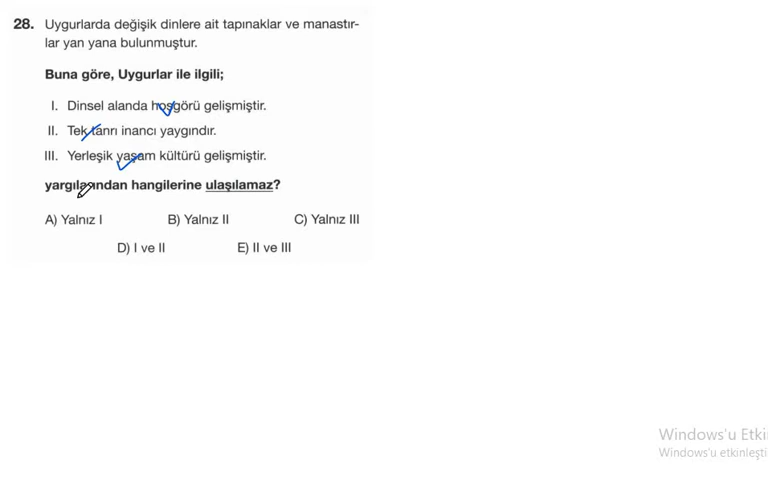 28. Uygurlarda değişik dinlere ait tapınaklar ve manastır-
lar yan yana bulunmuştur.
Buna göre, Uygurlar ile ilgili;
I. Dinsel alanda hoşgörü gelişmiştir.
II. Tek tanrı inancı yaygındır.
III. Yerleşik yaşam kültürü gelişmiştir.
yargılarından hangilerine ulaşılamaz?
A) Yalnız I B) Yalnız II C) Yalnız III
D) I ve II E) II ve III
Windows'u Etki
Windows'u etkinleşti